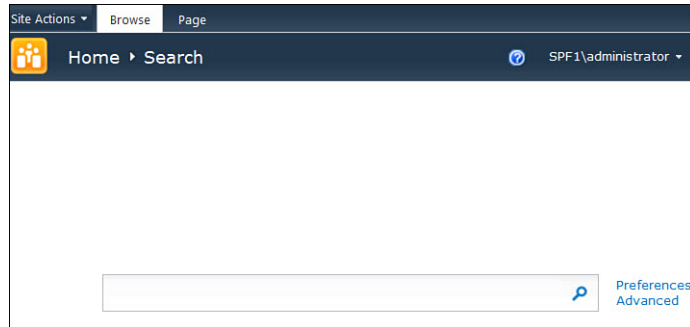 Site Actions Browse Page
Home Search SPF1\administrator
Preferences
Advanced